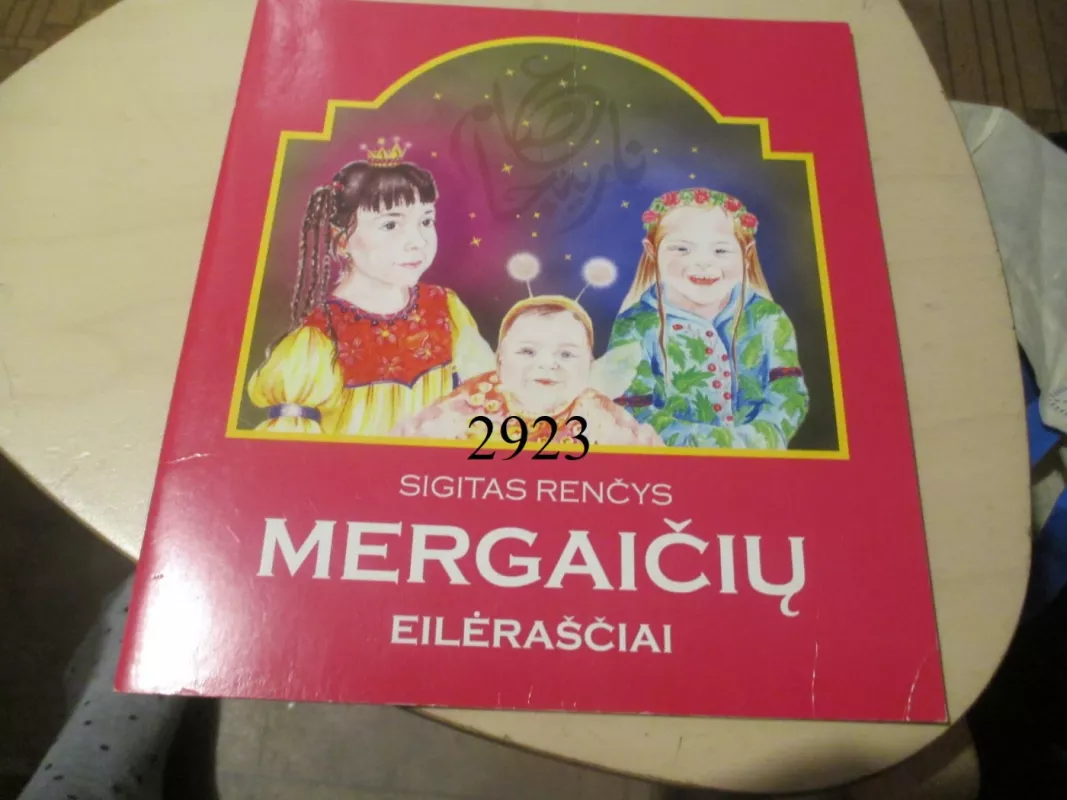 2923
SIGITAS RENČYS
MERGAIČIŲ
EILĖRAŠČIAI